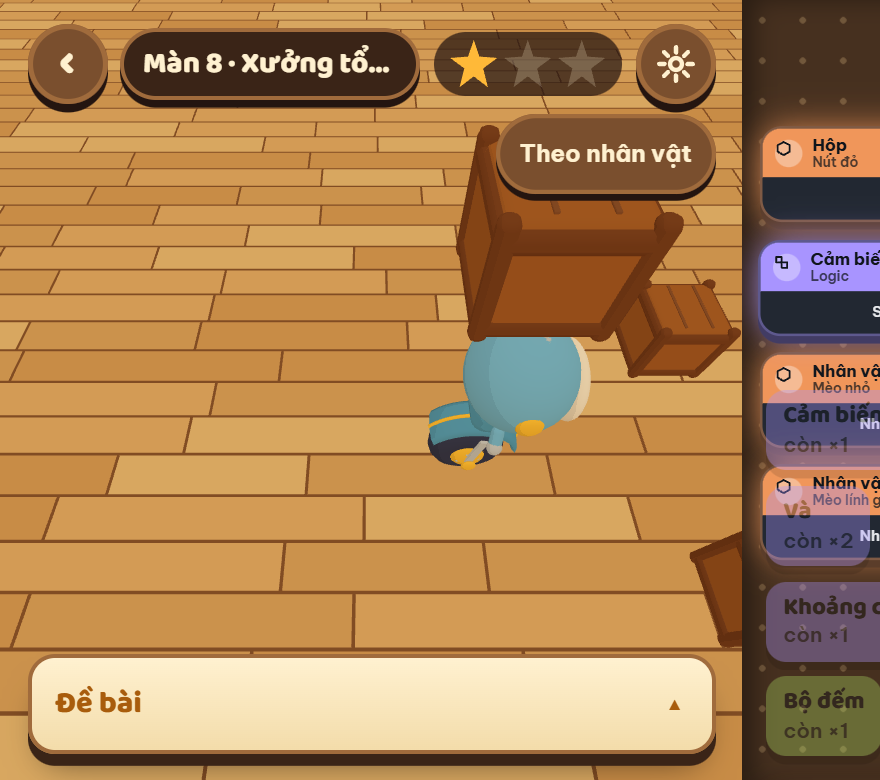 Màn 8 · Xưởng tổ...
Theo nhân vật
Hộp
Nút đỏ
Logic
Mèo nhỏ
Cảm biến
còn ×1
Mèo lính
Và
còn ×2
Khoảng
còn ×1
Bộ đếm
còn ×1
Đề bài